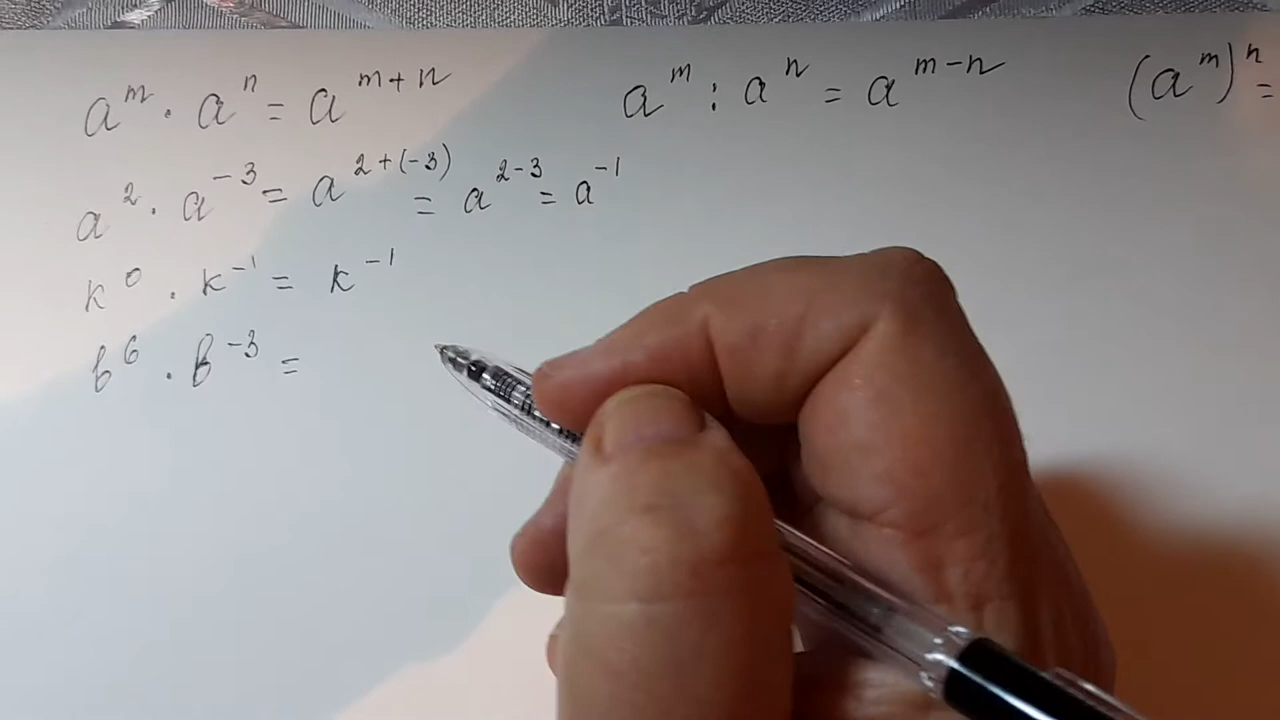 a^m · a^n = a^{m+n}    a^m : a^n = a^{m-n}    (a^m)^n =
a^2 · a^{-3} = a^{2+(-3)} = a^{2-3} = a^{-1}
k^0 · k^{-1} = k^{-1}
b^6 · b^{-3} =